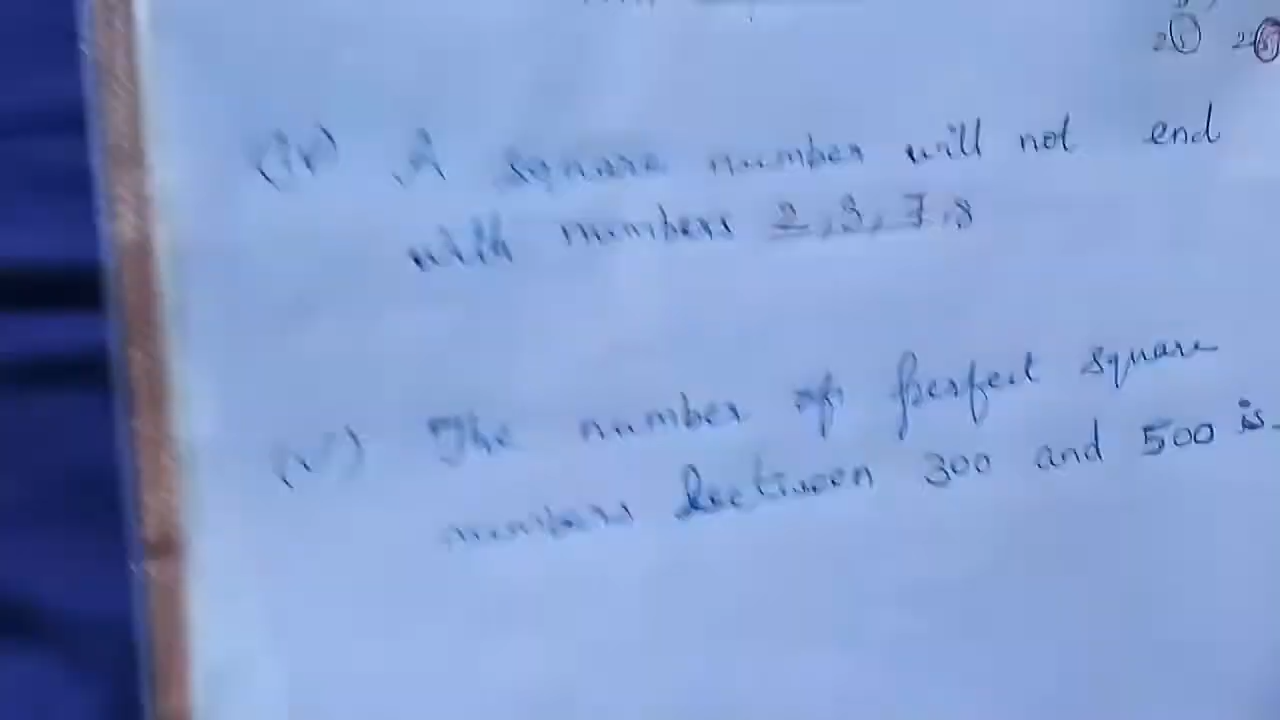 (iv) A square number will not end
with numbers 2, 3, 7, 8
(v) The number of perfect square
numbers between 300 and 500 is